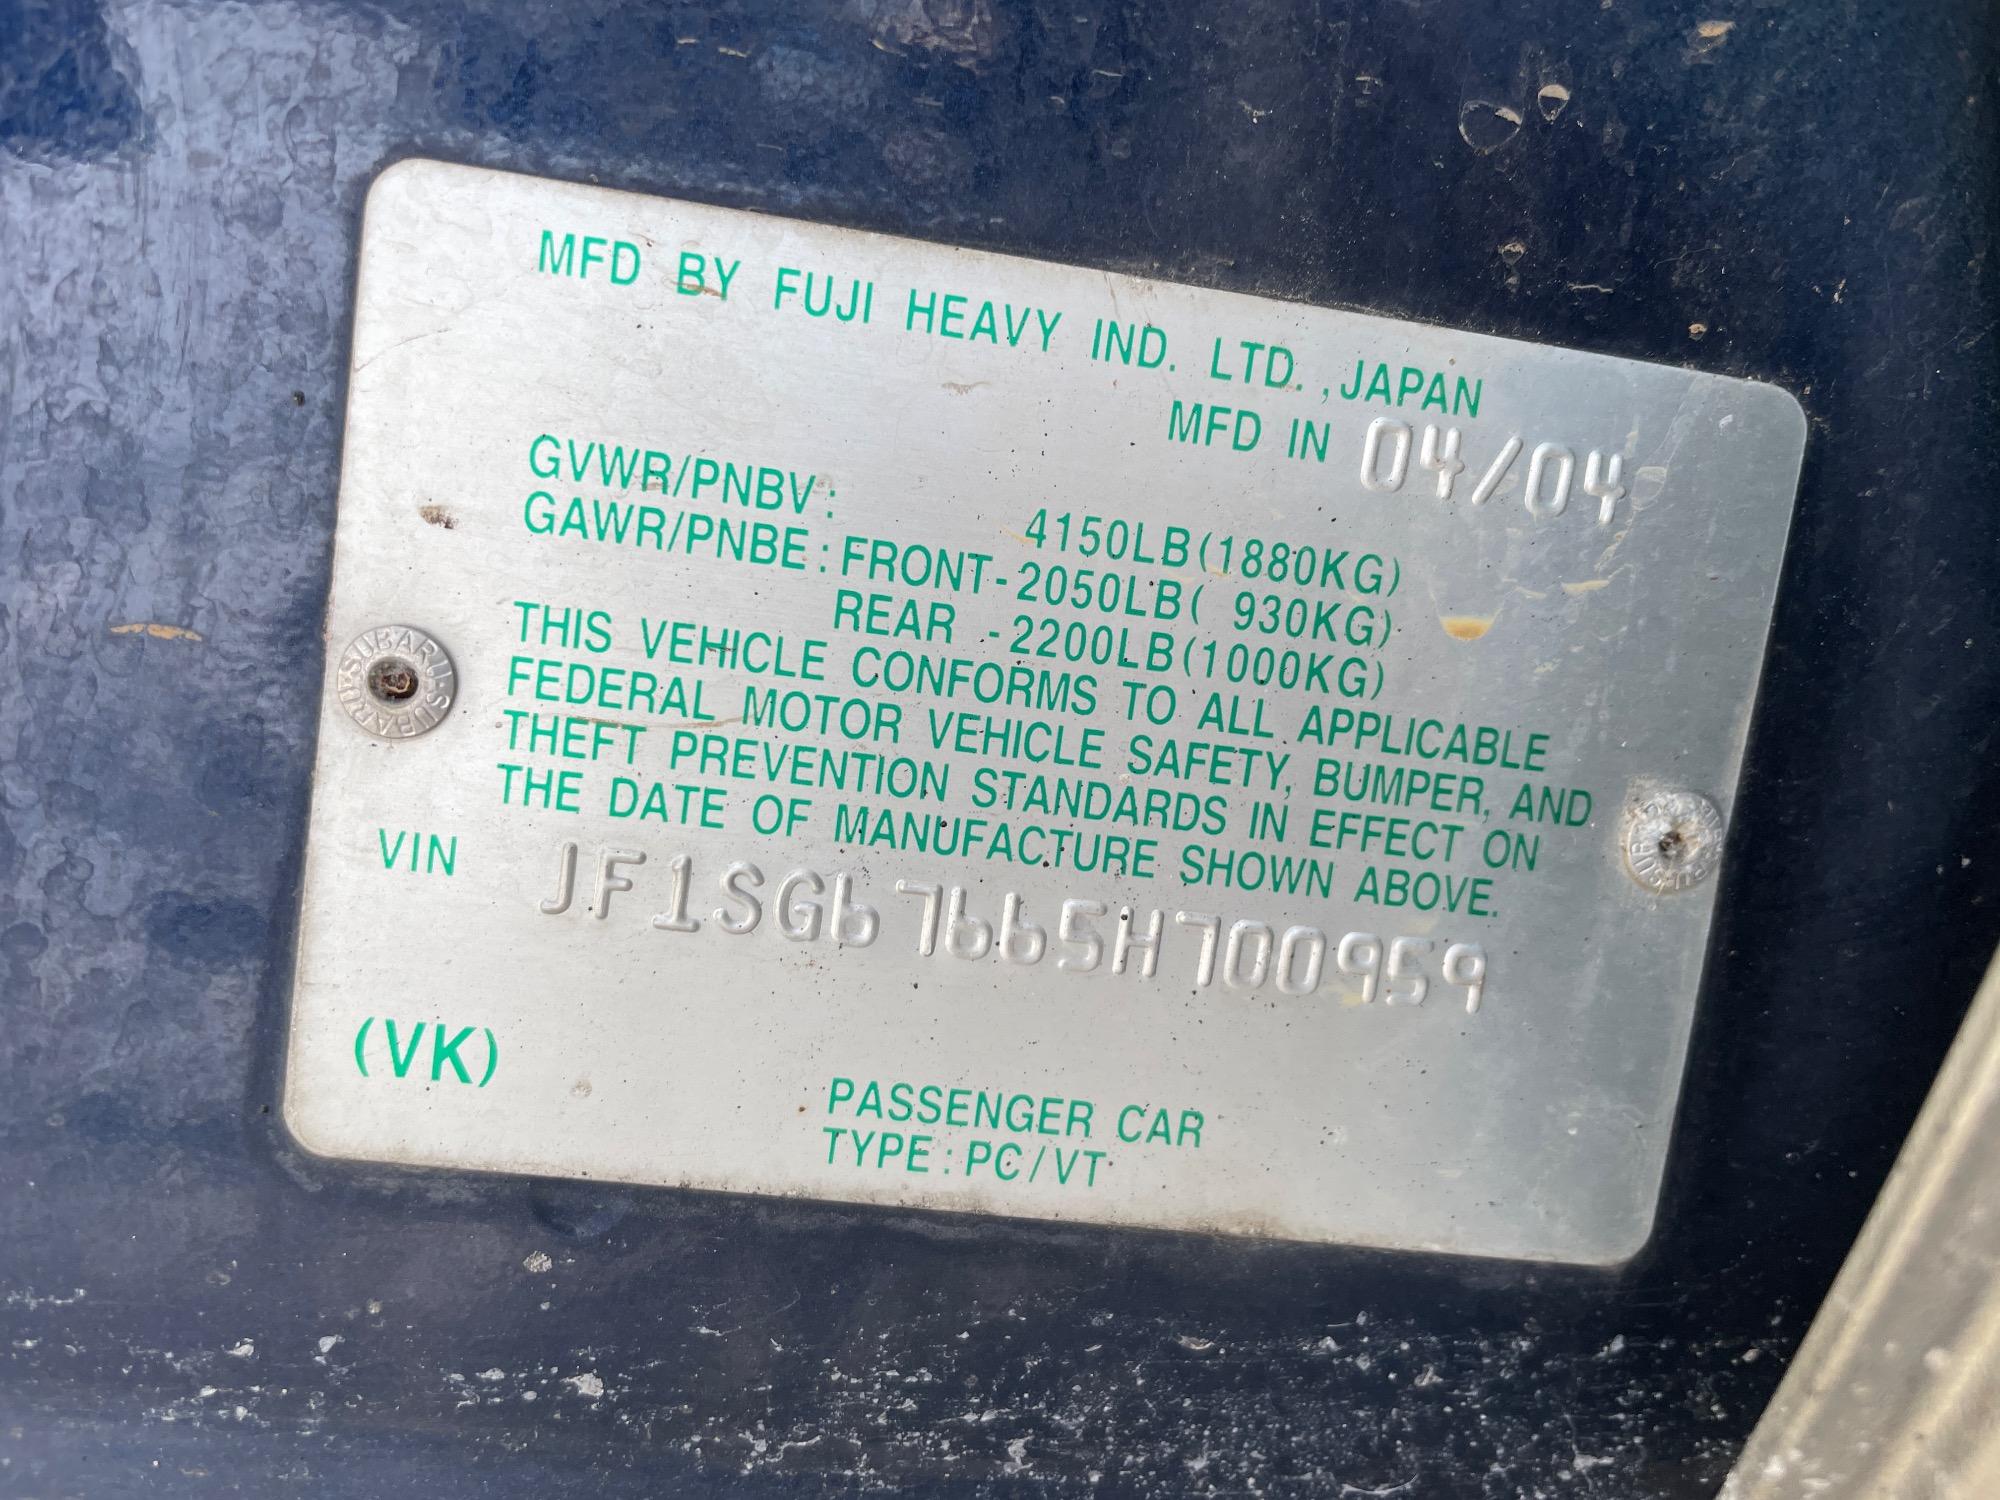 MFD BY FUJI HEAVY IND. LTD.,JAPAN
MFD IN 04/04
GVWR/PNBV: 4150LB(1880KG)
GAWR/PNBE:FRONT-2050LB( 930KG)
REAR -2200LB(1000KG)
THIS VEHICLE CONFORMS TO ALL APPLICABLE
FEDERAL MOTOR VEHICLE SAFETY, BUMPER, AND
THEFT PREVENTION STANDARDS IN EFFECT ON
THE DATE OF MANUFACTURE SHOWN ABOVE.
SUBARU-SUBARU
VIN JF1SG67665H700959
(VK)
PASSENGER CAR
TYPE:PC/VT